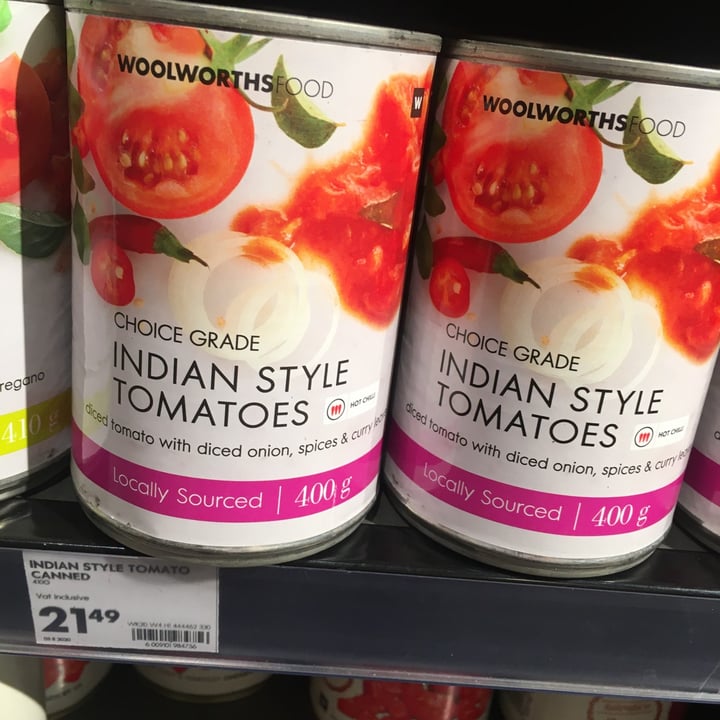 WOOLWORTHSFOOD
W
CHOICE GRADE
INDIAN STYLE
TOMATOES
HOT CHILLI
diced tomato with diced onion, spices & curry
Locally Sourced | 400 g
WOOLWORTHSFOOD
CHOICE GRADE
INDIAN STYLE
TOMATOES
HOT CHILLI
diced tomato with diced onion, spices & curry
Locally Sourced | 400 g
regano
410 g
INDIAN STYLE TOMATO
CANNED
410G
Vat Inclusive
21 49